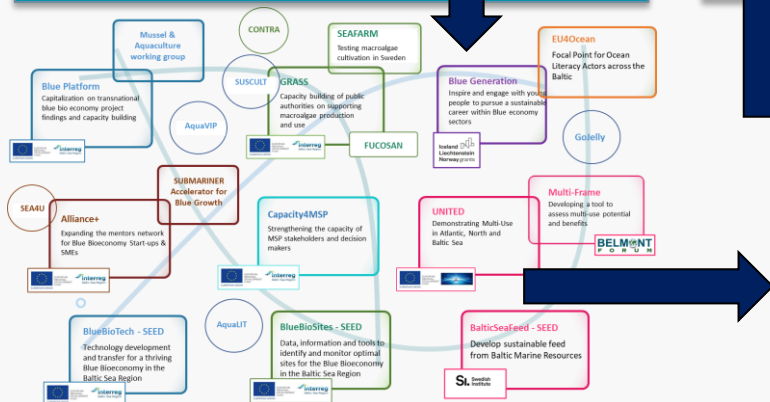 Mussel &
Aquaculture
working group
CONTRA
SEAFARM
Testing macroalgae
cultivation in Sweden
EU4Ocean
Focal Point for Ocean
Literacy Actors across the
Baltic
Blue Platform
Capitalization on transnational
blue bio economy project
findings and capacity building
Interreg
SUSCULT
GRASS
Capacity building of public
authorities on supporting
macroalgae production
and use
Interreg
FUCOSAN
AquaVIP
Blue Generation
Inspire and engage with young
people to pursue a sustainable
career within Blue economy
sectors
Iceland
Liechtenstein
Norway grants
GoJelly
SEA4U
SUBMARINER
Accelerator for
Blue Growth
Alliance+
Expanding the mentors network
for Blue Bioeconomy Start-ups &
SMEs
Interreg
Capacity4MSP
Strengthening the capacity of
MSP stakeholders and decision
makers
Interreg
UNITED
Demonstrating Multi-Use
in Atlantic, North and
Baltic Sea
Multi-Frame
Developing a tool to
assess multi-use potential
and benefits
BELMONT
FORUM
BlueBioTech - SEED
Technology development
and transfer for a thriving
Blue Bioeconomy in the
Baltic Sea Region
Interreg
AquaLIT
BlueBioSites - SEED
Data, information and tools to
identify and monitor optimal
sites for the Blue Bioeconomy
in the Baltic Sea Region
Interreg
BalticSeaFeed - SEED
Develop sustainable feed
from Baltic Marine Resources
SI. Swedish
Institute